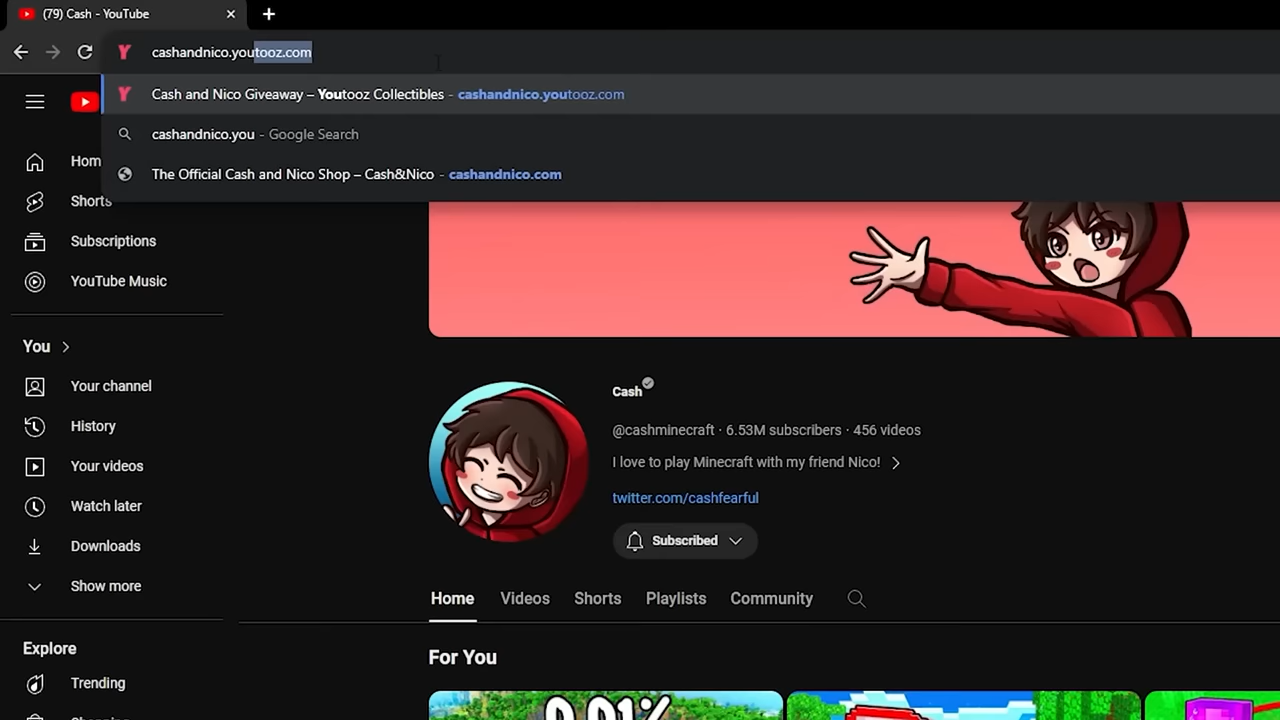 (79) Cash - YouTube
cashandnico.youtooz.com
Cash and Nico Giveaway – Youtooz Collectibles - cashandnico.youtooz.com
cashandnico.you - Google Search
The Official Cash and Nico Shop – Cash&Nico - cashandnico.com
Hom
Shorts
Subscriptions
YouTube Music
You
Your channel
History
Your videos
Watch later
Downloads
Show more
Explore
Trending
Cash
@cashminecraft · 6.53M subscribers · 456 videos
I love to play Minecraft with my friend Nico!
twitter.com/cashfearful
Subscribed
Home Videos Shorts Playlists Community
For You
0.01%